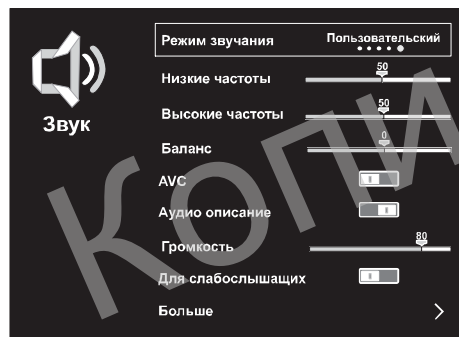 Режим звучания Пользовательский
Низкие частоты 50
Высокие частоты 50
Звук
Баланс 0
AVC
Аудио описание
Громкость 80
Для слабослышащих
Больше
КОПИ